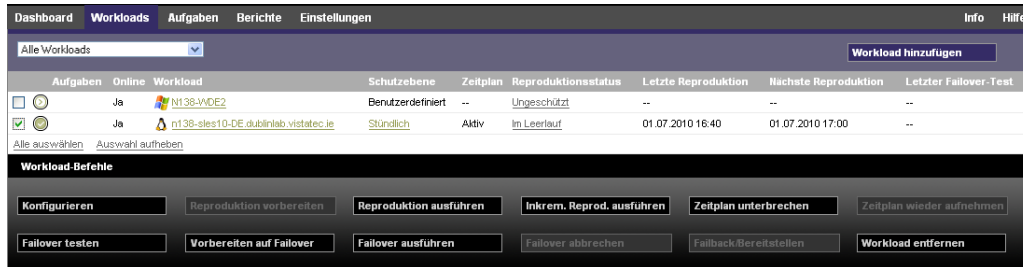 Dashboard Workloads Aufgaben Berichte Einstellungen Info Hilfe
Alle Workloads Workload hinzufügen
Aufgaben Online Workload Schutzebene Zeitplan Reproduktionsstatus Letzte Reproduktion Nächste Reproduktion Letzter Failover-Test
Ja N138-WDE2 Benutzerdefiniert -- Ungeschützt -- -- --
Ja n138-sles10-DE.dublinlab.vistatec.ie Stündlich Aktiv Im Leerlauf 01.07.2010 16:40 01.07.2010 17:00 --
Alle auswählen Auswahl aufheben
Workload-Befehle
Konfigurieren Reproduktion vorbereiten Reproduktion ausführen Inkrem. Reprod. ausführen Zeitplan unterbrechen Zeitplan wieder aufnehmen
Failover testen Vorbereiten auf Failover Failover ausführen Failover abbrechen Failback/Bereitstellen Workload entfernen